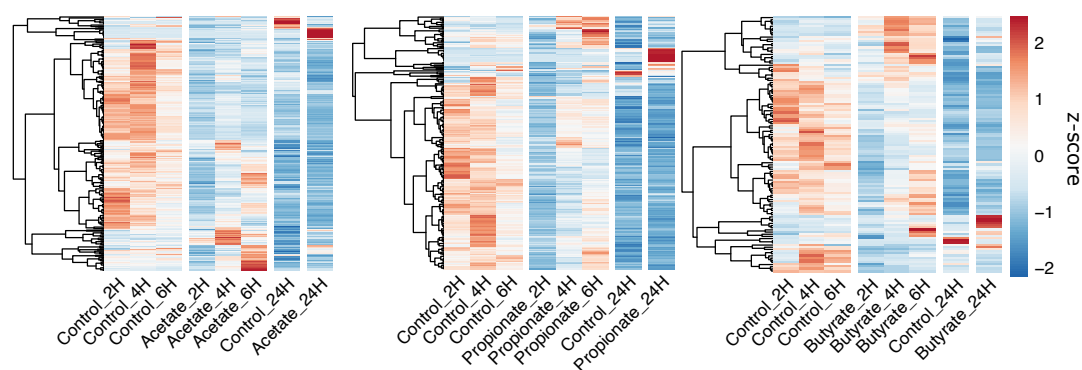 Control_2H
Control_4H
Control_6H
Acetate_2H
Acetate_4H
Acetate_6H
Control_24H
Acetate_24H
Control_2H
Control_4H
Control_6H
Propionate_2H
Propionate_4H
Propionate_6H
Control_24H
Propionate_24H
Control_2H
Control_4H
Control_6H
Butyrate_2H
Butyrate_4H
Butyrate_6H
Control_24H
Butyrate_24H
2
1
0
−1
−2
z-score